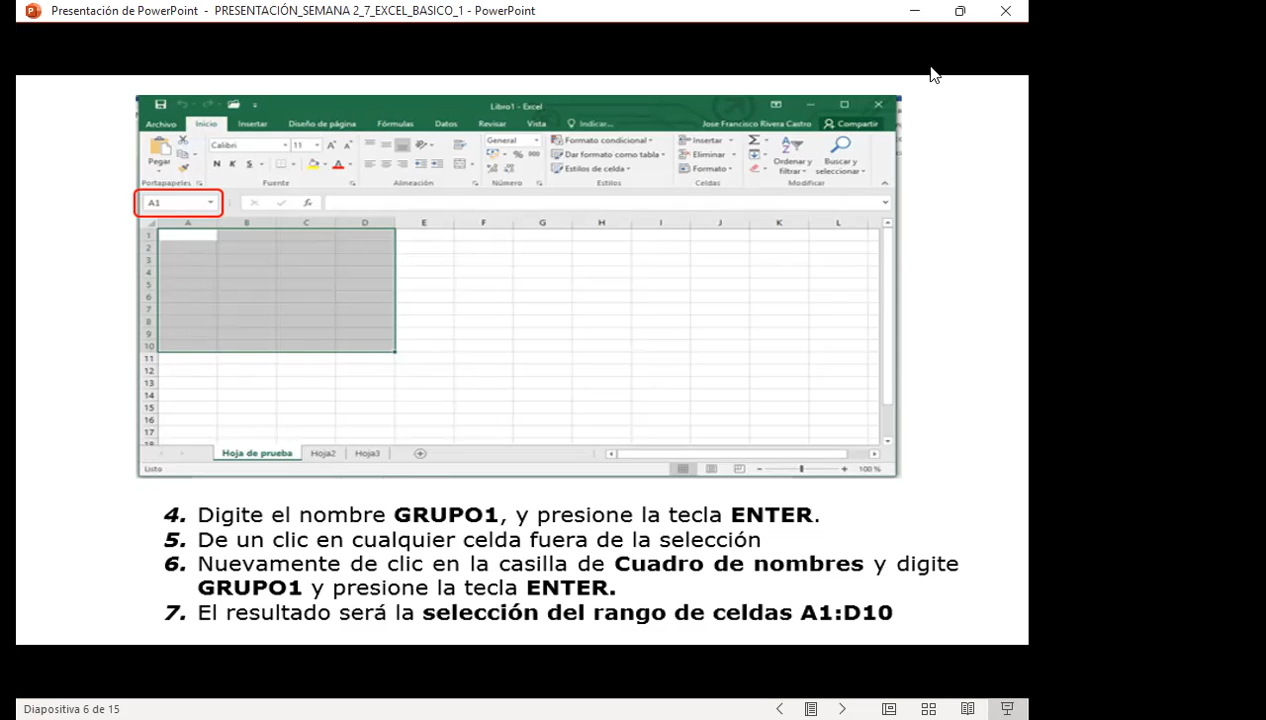 Presentación de PowerPoint - PRESENTACIÓN_SEMANA 2_7_EXCEL_BASICO_1 - PowerPoint
Libro1 - Excel
Archivo Inicio Insertar Diseño de página Fórmulas Datos Revisar Vista Indicar... Jose Francisco Rivera Castro Compartir
Calibri 11 General Formato condicional Insertar
Pegar N K S A % 000 Dar formato como tabla Eliminar Ordenar y Buscar y
Estilos de celda Formato filtrar seleccionar
Portapapeles Fuente Alineación Número Estilos Celdas Modificar
A1 fx
A B C D E F G H I J K L
1
2
3
4
5
6
7
8
9
10
11
12
13
14
15
16
17
18
Hoja de prueba Hoja2 Hoja3
Listo 100 %
4. Digite el nombre GRUPO1, y presione la tecla ENTER.
5. De un clic en cualquier celda fuera de la selección
6. Nuevamente de clic en la casilla de Cuadro de nombres y digite
GRUPO1 y presione la tecla ENTER.
7. El resultado será la selección del rango de celdas A1:D10
Diapositiva 6 de 15